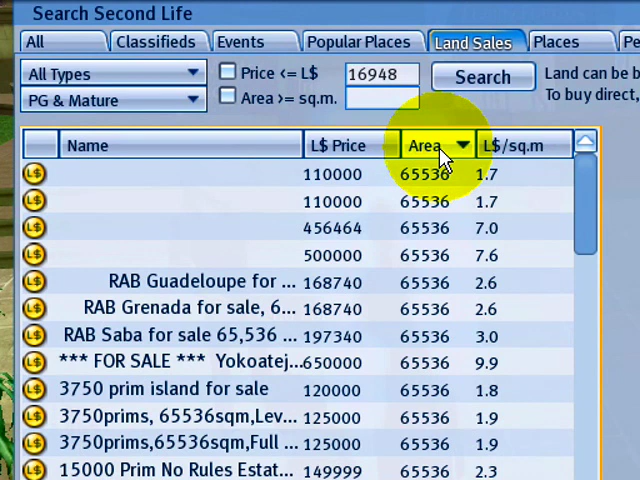 Search Second Life
All Classifieds Events Popular Places Land Sales Places
All Types Price <= L$ 16948 Search Land can be
PG & Mature Area >= sq.m. To buy direct,
Name L$ Price Area L$/sq.m
L$ 110000 65536 1.7
L$ 110000 65536 1.7
L$ 456464 65536 7.0
L$ 500000 65536 7.6
L$ RAB Guadeloupe for ... 168740 65536 2.6
L$ RAB Grenada for sale, 6... 168740 65536 2.6
L$ RAB Saba for sale 65,536 ... 197340 65536 3.0
L$ *** FOR SALE *** Yokoatej... 650000 65536 9.9
L$ 3750 prim island for sale 120000 65536 1.8
L$ 3750prims, 65536sqm,Lev... 125000 65536 1.9
L$ 3750prims,65536sqm,Full ... 125000 65536 1.9
L$ 15000 Prim No Rules Estat... 149999 65536 2.3